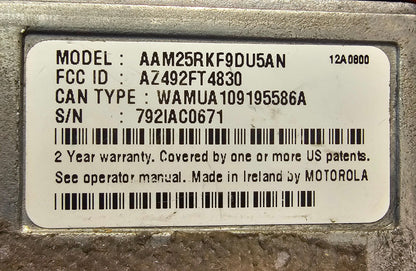 MODEL : AAM25RKF9DU5AN 12A0800
FCC ID : AZ492FT4830
CAN TYPE : WAMUA109195586A
S/N : 792IAC0671
2 Year warranty. Covered by one or more US patents.
See operator manual. Made in Ireland by MOTOROLA